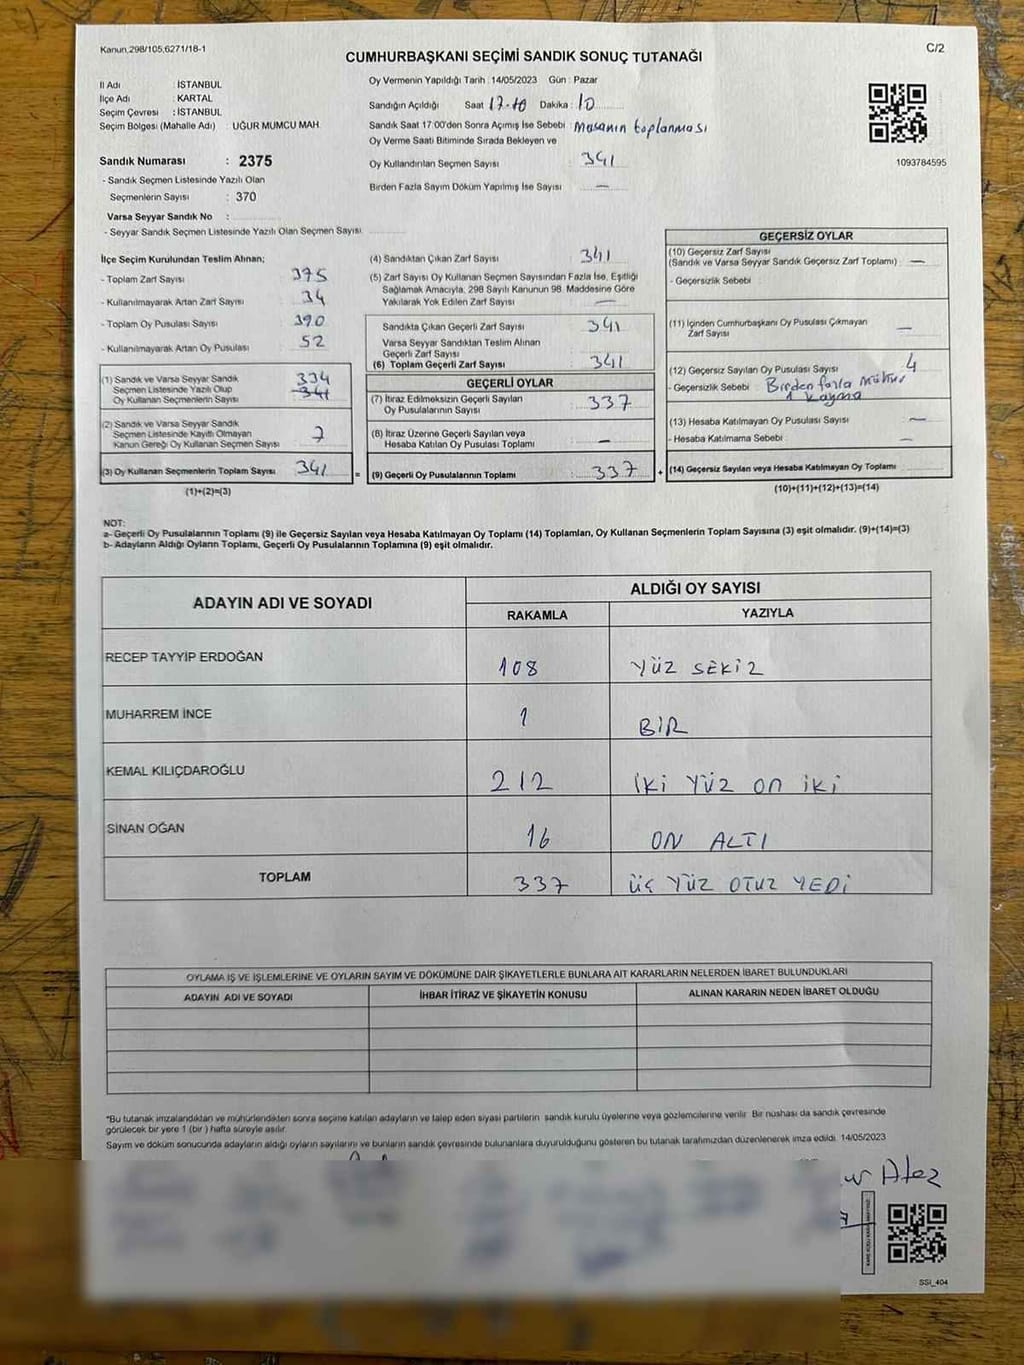 Kanun,298/105,6271/18-1
C/2
CUMHURBAŞKANI SEÇİMİ SANDIK SONUÇ TUTANAĞI
İl Adı : İSTANBUL
İlçe Adı : KARTAL
Seçim Çevresi : İSTANBUL
Seçim Bölgesi (Mahalle Adı) : UĞUR MUMCU MAH.
Sandık Numarası : 2375
- Sandık Seçmen Listesinde Yazılı Olan
Seçmenlerin Sayısı : 370
Varsa Seyyar Sandık No :
- Seyyar Sandık Seçmen Listesinde Yazılı Olan Seçmen Sayısı
Oy Vermenin Yapıldığı Tarih : 14/05/2023 Gün : Pazar
Sandığın Açıldığı Saat 17.10 Dakika : 10
Sandık Saat 17:00'den Sonra Açımış İse Sebebi : Masanın toplanması
Oy Verme Saati Bitiminde Sırada Bekleyen ve
Oy Kullandırılan Seçmen Sayısı : 341
Birden Fazla Sayım Döküm Yapılmış İse Sayısı : —
1093784595
İlçe Seçim Kurulundan Teslim Alınan;
- Toplam Zarf Sayısı : 375
- Kullanılmayarak Artan Zarf Sayısı : 34
- Toplam Oy Pusulası Sayısı : 390
- Kullanılmayarak Artan Oy Pusulası : 52
(1) Sandık ve Varsa Seyyar Sandık
Seçmen Listesinde Yazılı Olup
Oy Kullanan Seçmenlerin Sayısı
334
341
(2) Sandık ve Varsa Seyyar Sandık
Seçmen Listesinde Kayıtlı Olmayan
Kanun Gereği Oy Kullanan Seçmen Sayısı
7
(3) Oy Kullanan Seçmenlerin Toplam Sayısı 341
(1)+(2)=(3)
(4) Sandıktan Çıkan Zarf Sayısı : 341
(5) Zarf Sayısı Oy Kullanan Seçmen Sayısından Fazla İse, Eşitliği
Sağlamak Amacıyla, 298 Sayılı Kanunun 98. Maddesine Göre
Yakılarak Yok Edilen Zarf Sayısı : —
Sandıkta Çıkan Geçerli Zarf Sayısı : 341
Varsa Seyyar Sandıktan Teslim Alınan
Geçerli Zarf Sayısı
(6) Toplam Geçerli Zarf Sayısı : 341
GEÇERLİ OYLAR
(7) İtiraz Edilmeksizin Geçerli Sayılan
Oy Pusulalarının Sayısı : 337
(8) İtiraz Üzerine Geçerli Sayılan veya
Hesaba Katılan Oy Pusulası Toplamı : —
= (9) Geçerli Oy Pusulalarının Toplamı : 337
GEÇERSİZ OYLAR
(10) Geçersiz Zarf Sayısı
(Sandık ve Varsa Seyyar Sandık Geçersiz Zarf Toplamı) : —
- Geçersizlik Sebebi :
(11) İçinden Cumhurbaşkanı Oy Pusulası Çıkmayan
Zarf Sayısı : —
(12) Geçersiz Sayılan Oy Pusulası Sayısı : 4
- Geçersizlik Sebebi : Birden fazla mühür
Kayma
(13) Hesaba Katılmayan Oy Pusulası Sayısı : —
Hesaba Katılmama Sebebi : —
+ (14) Geçersiz Sayılan veya Hesaba Katılmayan Oy Toplamı
(10)+(11)+(12)+(13)=(14)
NOT:
a- Geçerli Oy Pusulalarının Toplamı (9) ile Geçersiz Sayılan veya Hesaba Katılmayan Oy Toplamı (14) Toplamları, Oy Kullanan Seçmenlerin Toplam Sayısına (3) eşit olmalıdır. (9)+(14)=(3)
b- Adayların Aldığı Oyların Toplamı, Geçerli Oy Pusulalarının Toplamına (9) eşit olmalıdır.
ADAYIN ADI VE SOYADI
ALDIĞI OY SAYISI
RAKAMLA YAZIYLA
RECEP TAYYİP ERDOĞAN 108 YÜZ SEKİZ
MUHARREM İNCE 1 BİR
KEMAL KILIÇDAROĞLU 212 İKİ YÜZ ON İKİ
SİNAN OĞAN 16 ON ALTI
TOPLAM 337 ÜÇ YÜZ OTUZ YEDİ
OYLAMA İŞ VE İŞLEMLERİNE VE OYLARIN SAYIM VE DÖKÜMÜNE DAİR ŞİKAYETLERLE BUNLARA AİT KARARLARIN NELERDEN İBARET BULUNDUKLARI
ADAYIN ADI VE SOYADI İHBAR İTİRAZ VE ŞİKAYETİN KONUSU ALINAN KARARIN NEDEN İBARET OLDUĞU
*Bu tutanak imzalandıktan ve mühürlendikten sonra seçime katılan adayların ve talep eden siyasi partilerin sandık kurulu üyelerine veya gözlemcilerine verilir. Bir nüshası da sandık çevresinde
görülecek bir yere 1 (bir ) hafta süreyle asılır.
Sayım ve döküm sonucunda adayların aldığı oyların sayılarını ve bunların sandık çevresinde bulunanlara duyurulduğunu gösteren bu tutanak tarafımızdan düzenlenerek imza edildi. 14/05/2023
SSİ_404